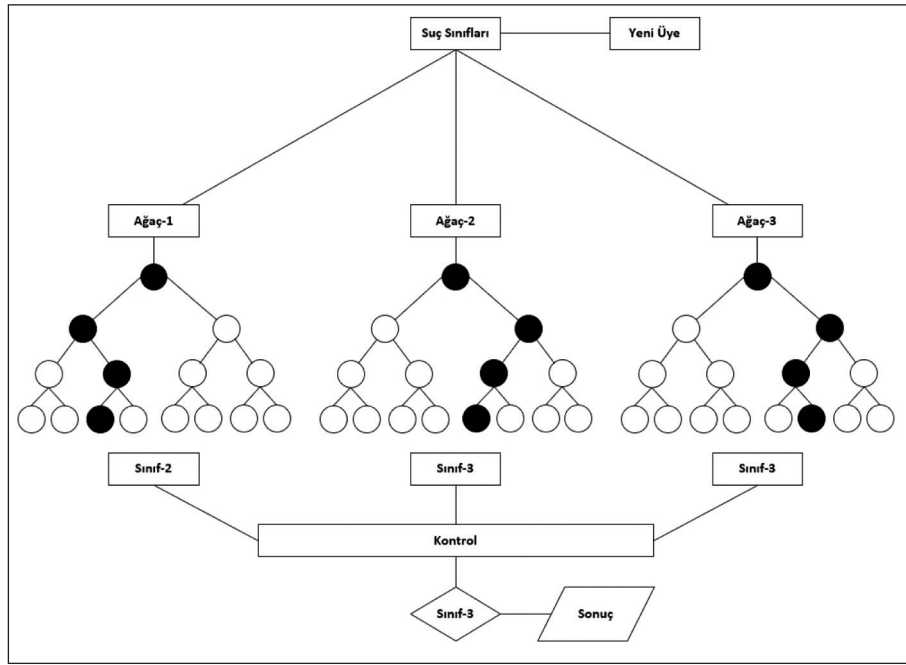 Suç Sınıfları
Yeni Üye
Ağaç-1
Ağaç-2
Ağaç-3
Sınıf-2
Sınıf-3
Sınıf-3
Kontrol
Sınıf-3
Sonuç